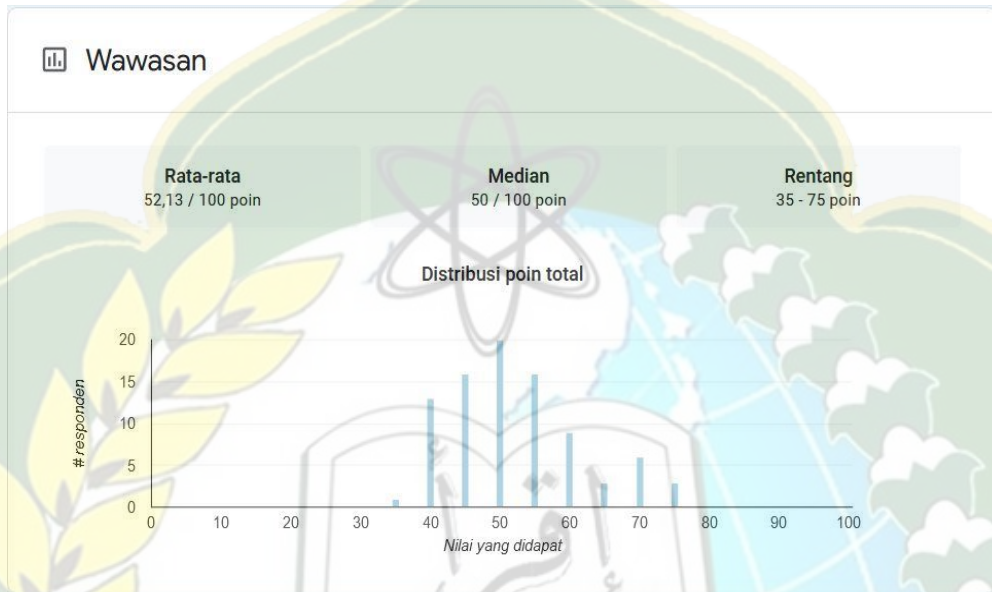 Wawasan
Rata-rata
52,13 / 100 poin
Median
50 / 100 poin
Rentang
35 - 75 poin
Distribusi poin total
# responden
20
15
10
5
0
0 10 20 30 40 50 60 70 80 90 100
Nilai yang didapat